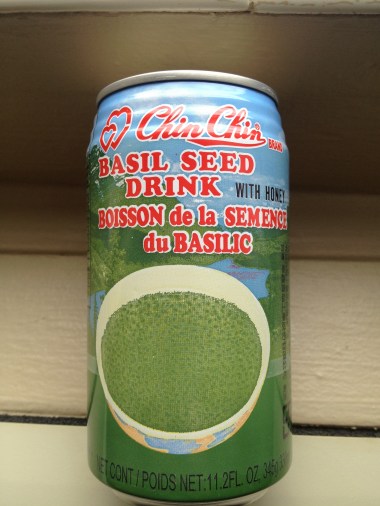 Chin Chin BRAND
BASIL SEED
DRINK WITH HONEY
BOISSON de la SEMENCE
du BASILIC
NET CONT / POIDS NET:11.2FL. OZ. 345g